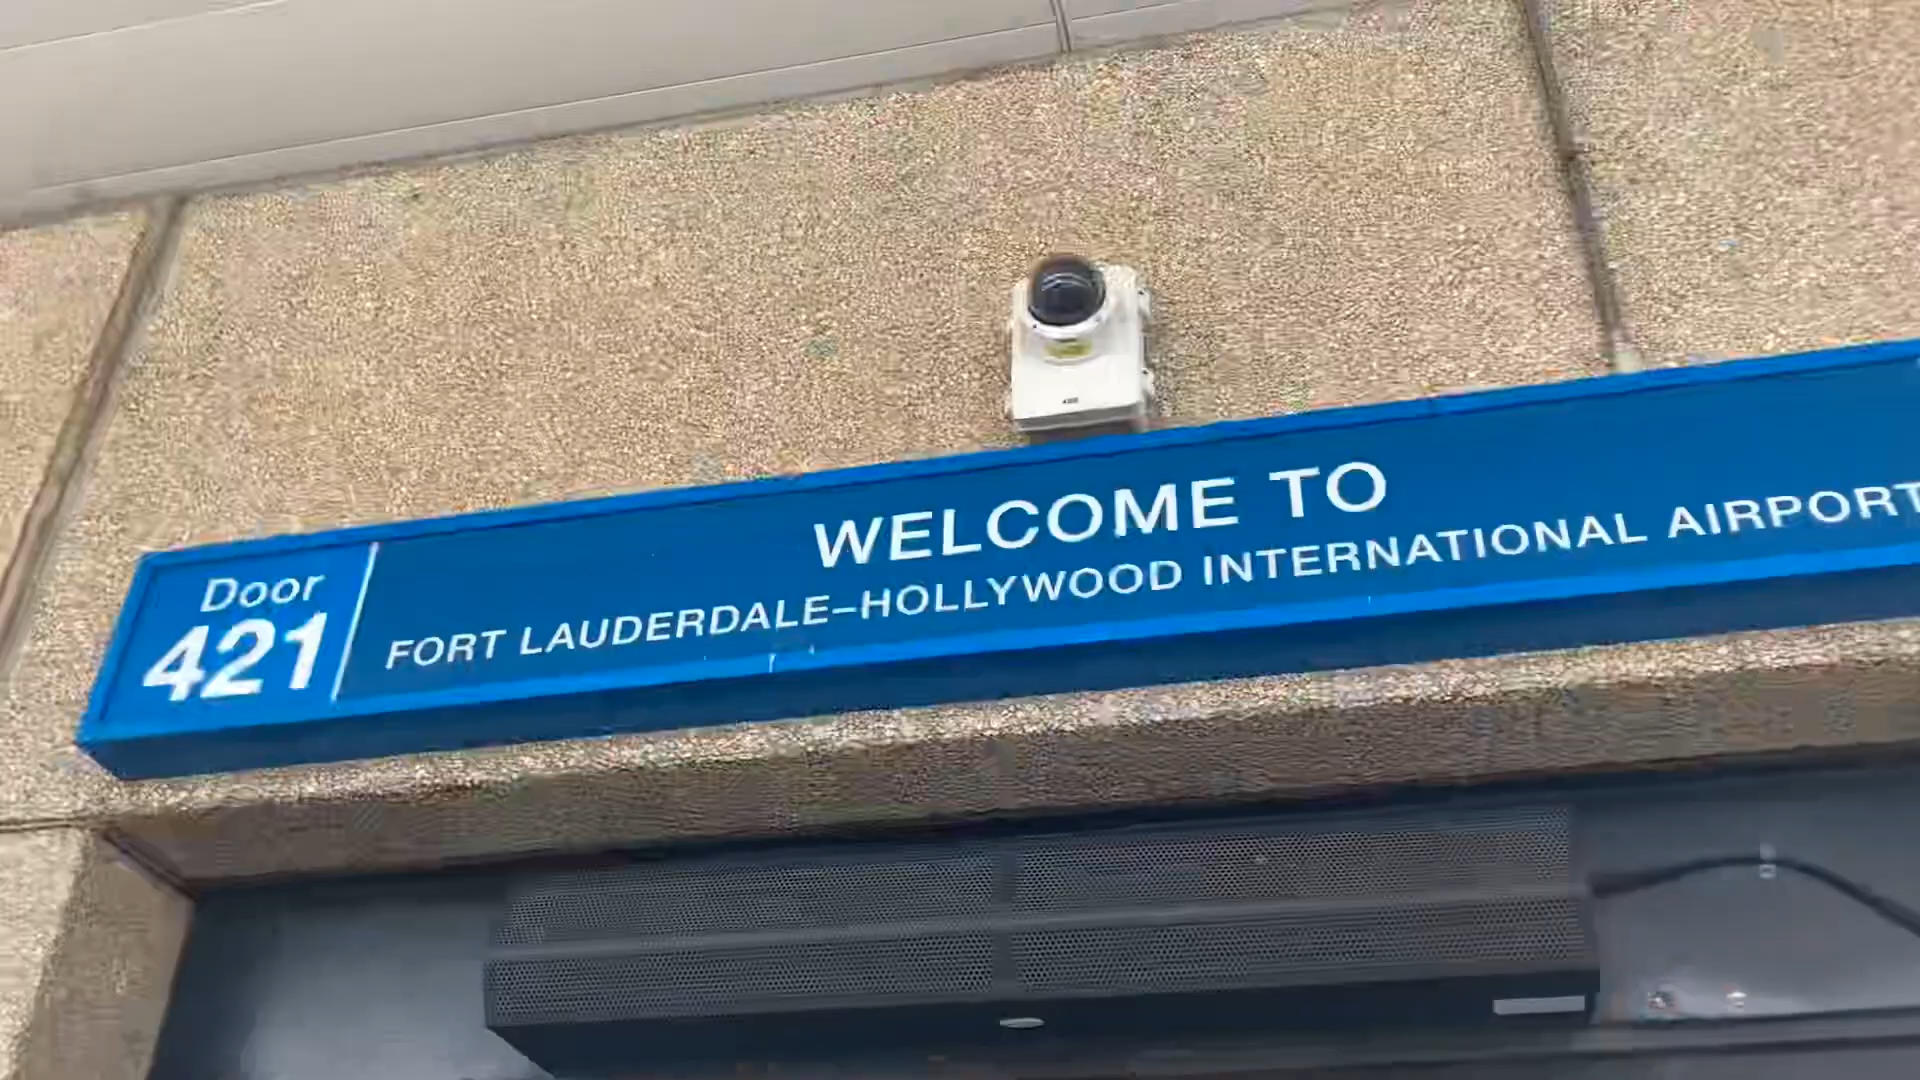 WELCOME TO
Door
421
FORT LAUDERDALE–HOLLYWOOD INTERNATIONAL AIRPORT